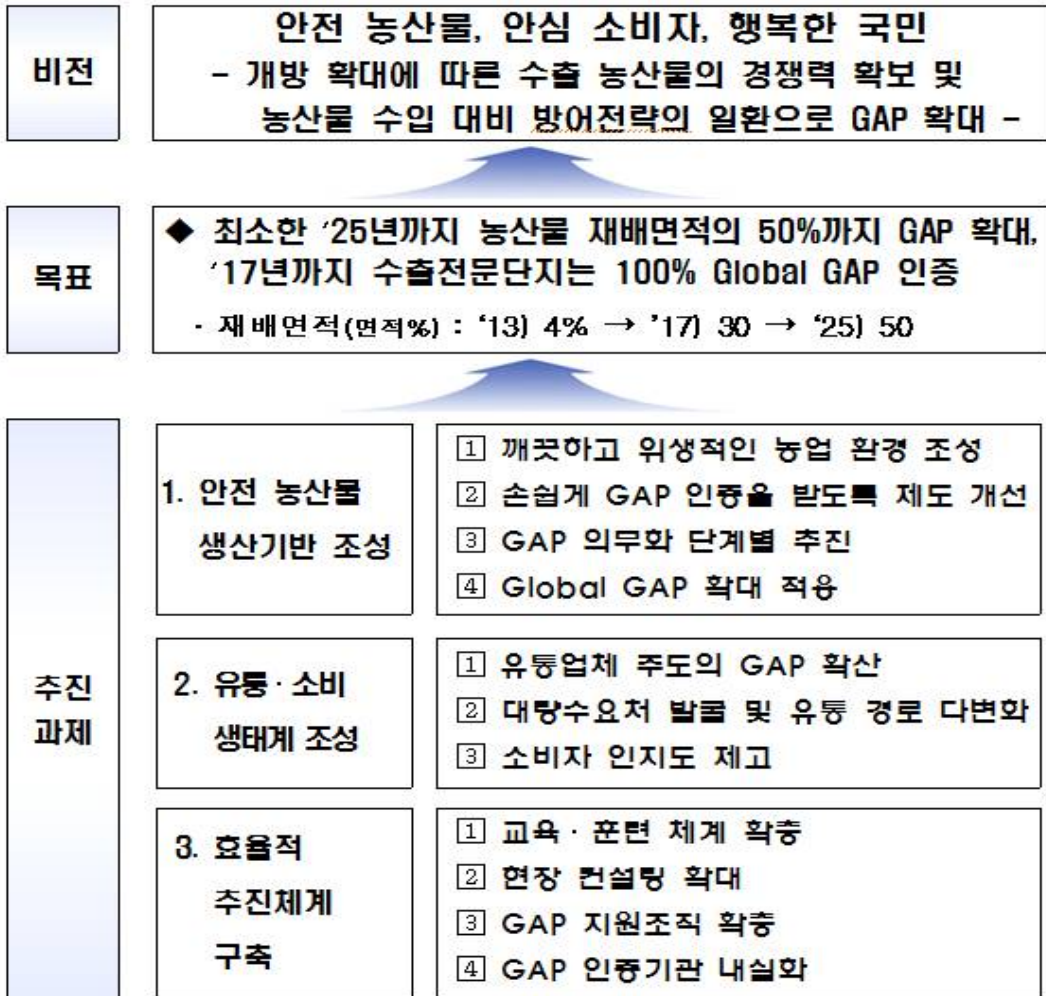 비전
안전 농산물, 안심 소비자, 행복한 국민
- 개방 확대에 따른 수출 농산물의 경쟁력 확보 및
농산물 수입 대비 방어전략의 일환으로 GAP 확대 -
목표
◆ 최소한 '25년까지 농산물 재배면적의 50%까지 GAP 확대,
'17년까지 수출전문단지는 100% Global GAP 인증
· 재배면적(면적%) : '13) 4% → '17) 30 → '25) 50
추진
과제
1. 안전 농산물
생산기반 조성
1 깨끗하고 위생적인 농업 환경 조성
2 손쉽게 GAP 인증을 받도록 제도 개선
3 GAP 의무화 단계별 추진
4 Global GAP 확대 적용
2. 유통·소비
생태계 조성
1 유통업체 주도의 GAP 확산
2 대량수요처 발굴 및 유통 경로 다변화
3 소비자 인지도 제고
3. 효율적
추진체계
구축
1 교육·훈련 체계 확충
2 현장 컨설팅 확대
3 GAP 지원조직 확충
4 GAP 인증기관 내실화